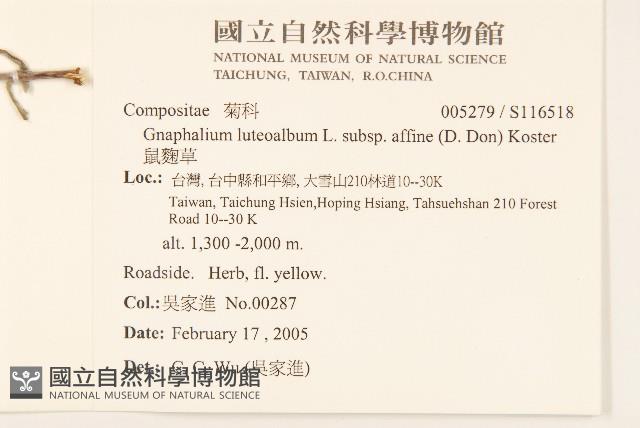 國立自然科學博物館
NATIONAL MUSEUM OF NATURAL SCIENCE
TAICHUNG, TAIWAN, R.O.CHINA
Compositae 菊科 005279 / S116518
Gnaphalium luteoalbum L. subsp. affine (D. Don) Koster
鼠麴草
Loc.: 台灣, 台中縣和平鄉, 大雪山210林道10--30K
Taiwan, Taichung Hsien,Hoping Hsiang, Tahsuehshan 210 Forest
Road 10--30 K
alt. 1,300 -2,000 m.
Roadside. Herb, fl. yellow.
Col.: 吳家進 No.00287
Date: February 17 , 2005
Det.: C. C. Wu (吳家進)
國立自然科學博物館
NATIONAL MUSEUM OF NATURAL SCIENCE